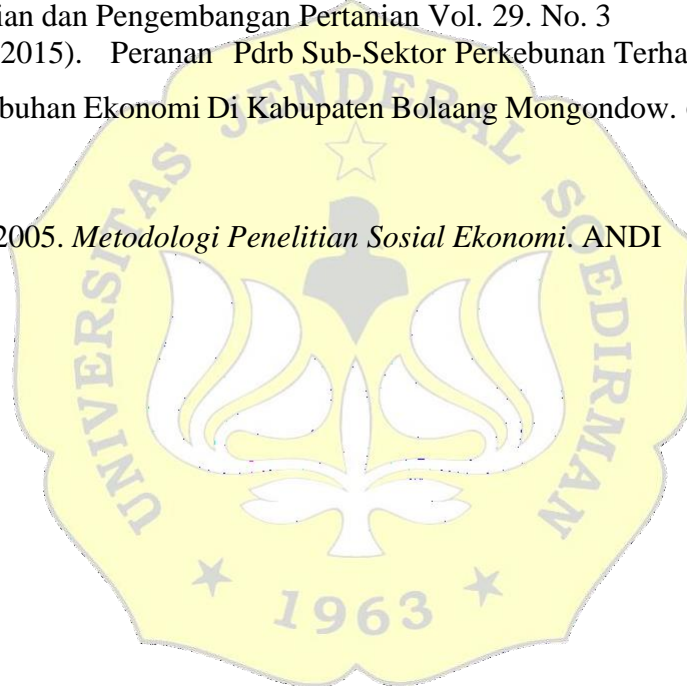 ian dan Pengembangan Pertanian Vol. 29. No. 3
2015). Peranan Pdrb Sub-Sektor Perkebunan Terha
buhan Ekonomi Di Kabupaten Bolaang Mongondow.
2005. Metodologi Penelitian Sosial Ekonomi. ANDI
UNIVERSITAS JENDERAL SOEDIRMAN
1963